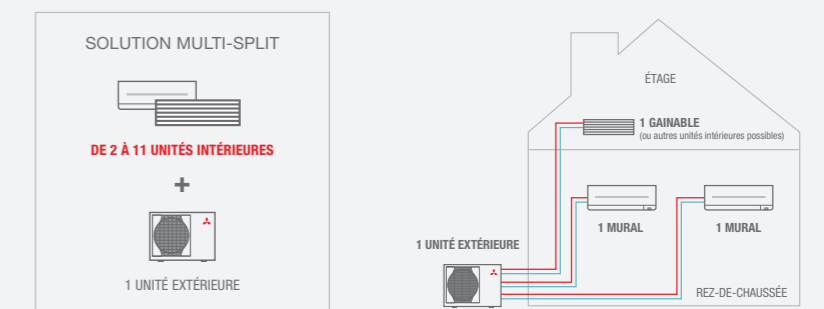 SOLUTION MULTI-SPLIT
DE 2 À 11 UNITÉS INTÉRIEURES
+
1 UNITÉ EXTÉRIEURE
ÉTAGE
1 GAINABLE
(ou autres unités intérieures possibles)
1 MURAL
1 MURAL
1 UNITÉ EXTÉRIEURE
REZ-DE-CHAUSSÉE